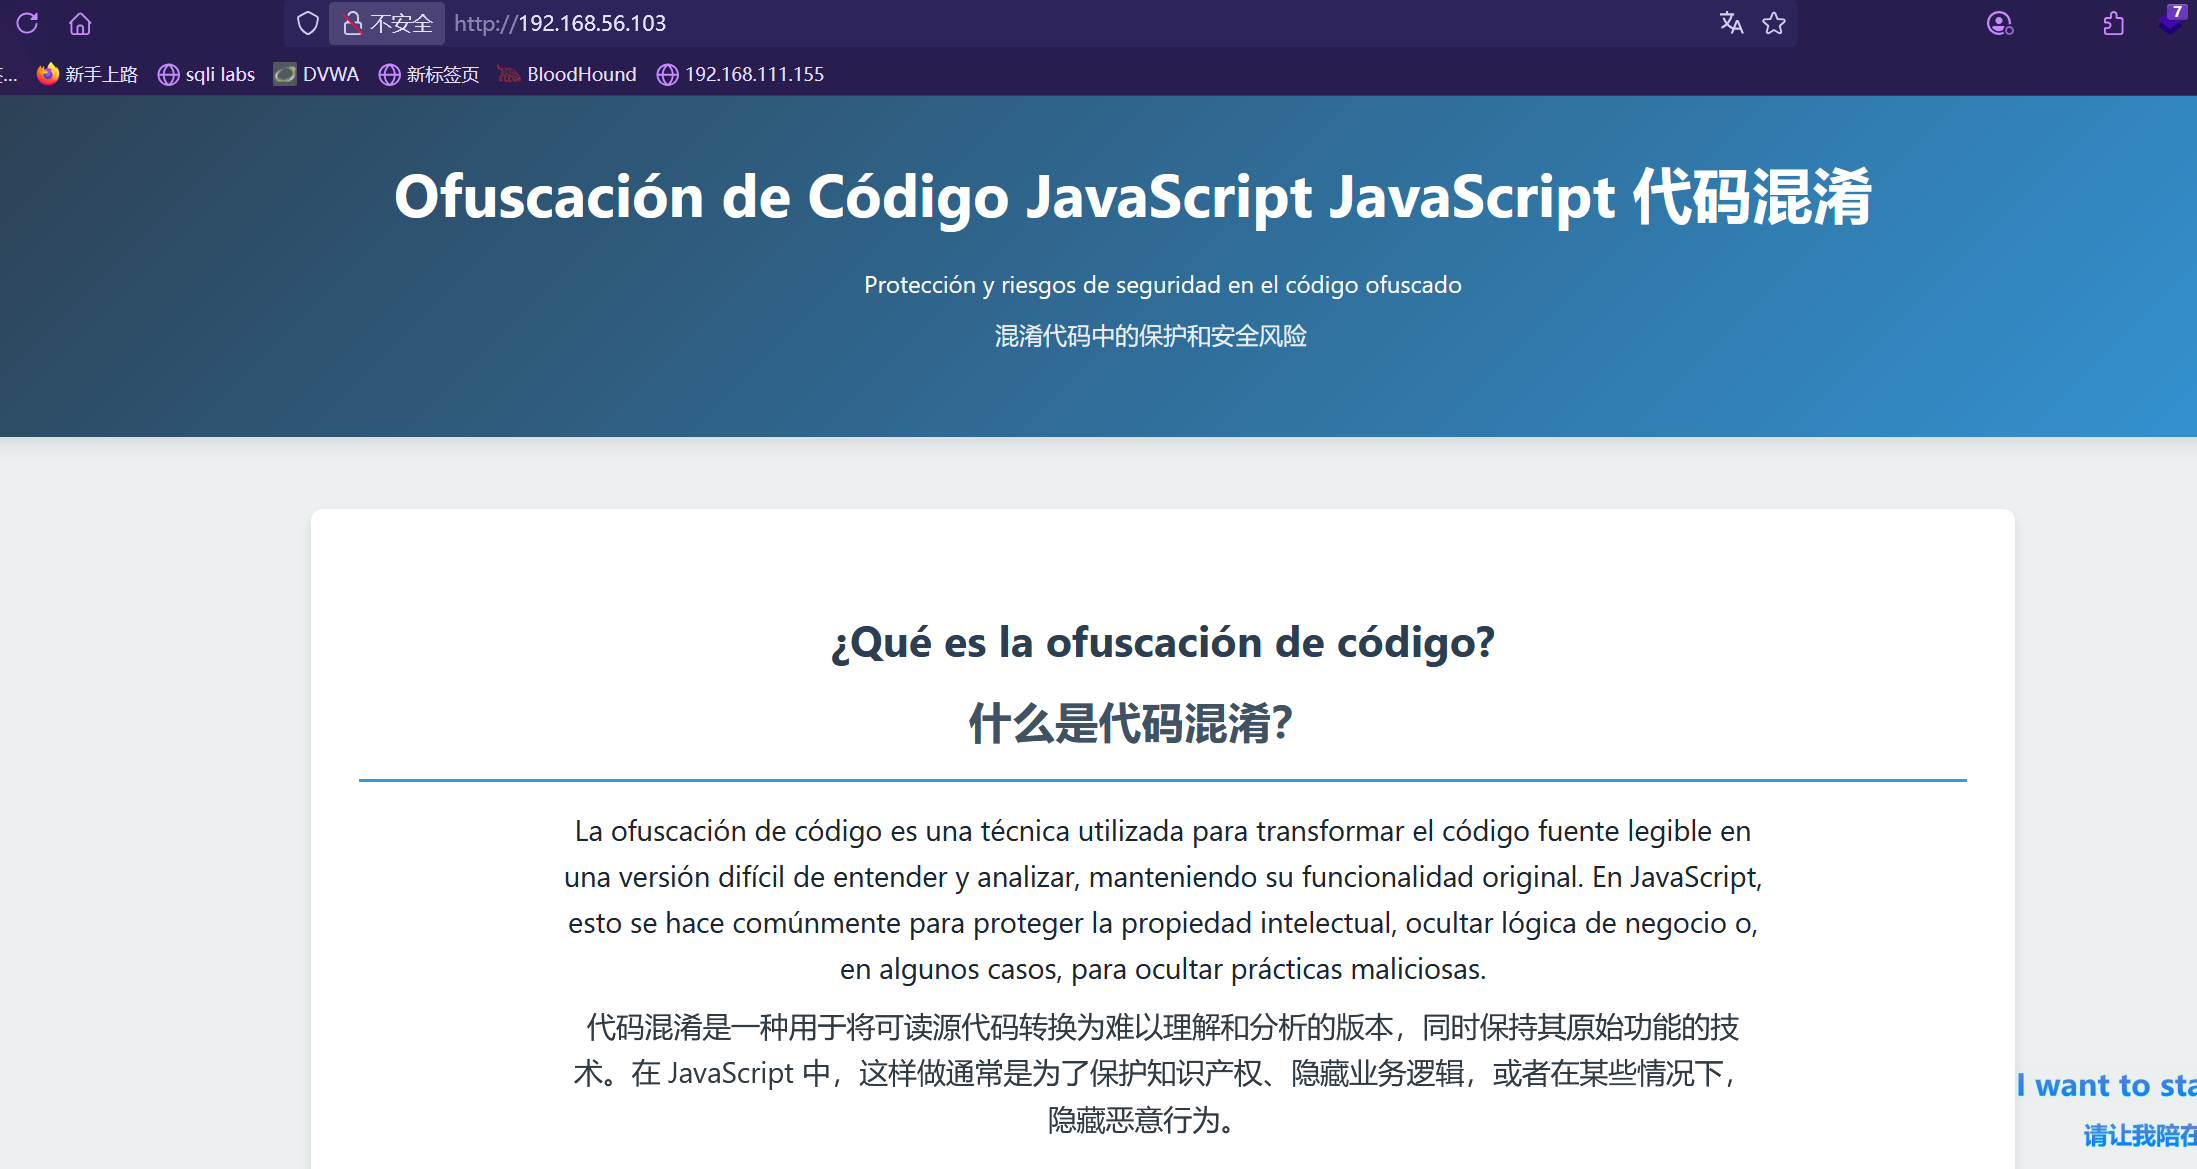 不安全 http://192.168.56.103
7
新手上路 sqli labs DVWA 新标签页 BloodHound 192.168.111.155
Ofuscación de Código JavaScript JavaScript 代码混淆
Protección y riesgos de seguridad en el código ofuscado
混淆代码中的保护和安全风险
¿Qué es la ofuscación de código?
什么是代码混淆？
La ofuscación de código es una técnica utilizada para transformar el código fuente legible en
una versión difícil de entender y analizar, manteniendo su funcionalidad original. En JavaScript,
esto se hace comúnmente para proteger la propiedad intelectual, ocultar lógica de negocio o,
en algunos casos, para ocultar prácticas maliciosas.
代码混淆是一种用于将可读源代码转换为难以理解和分析的版本，同时保持其原始功能的技
术。在 JavaScript 中，这样做通常是为了保护知识产权、隐藏业务逻辑，或者在某些情况下，
隐藏恶意行为。
I want to sta
请让我陪在